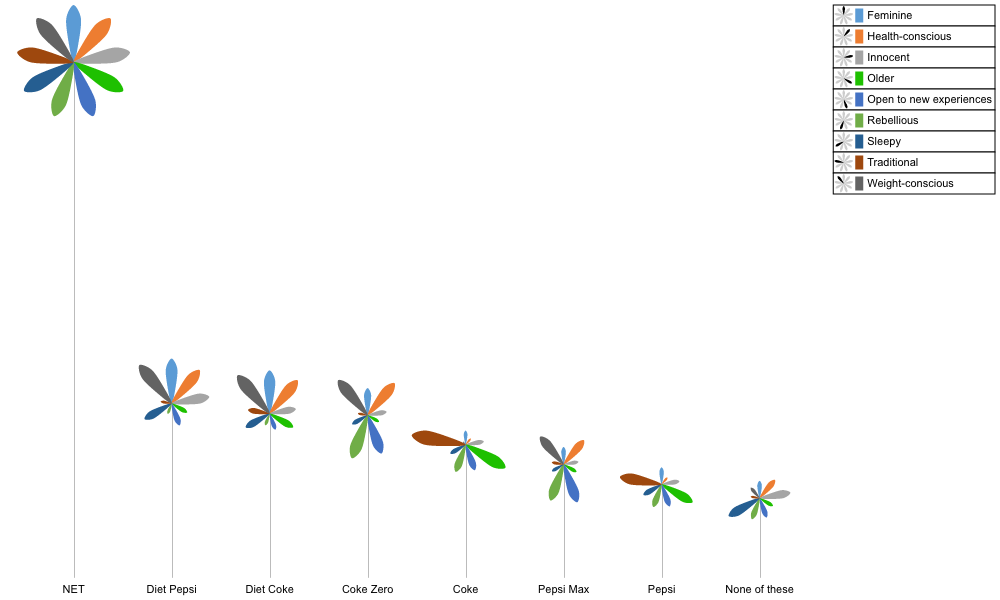 Feminine
Health-conscious
Innocent
Older
Open to new experiences
Rebellious
Sleepy
Traditional
Weight-conscious
NET Diet Pepsi Diet Coke Coke Zero Coke Pepsi Max Pepsi None of these